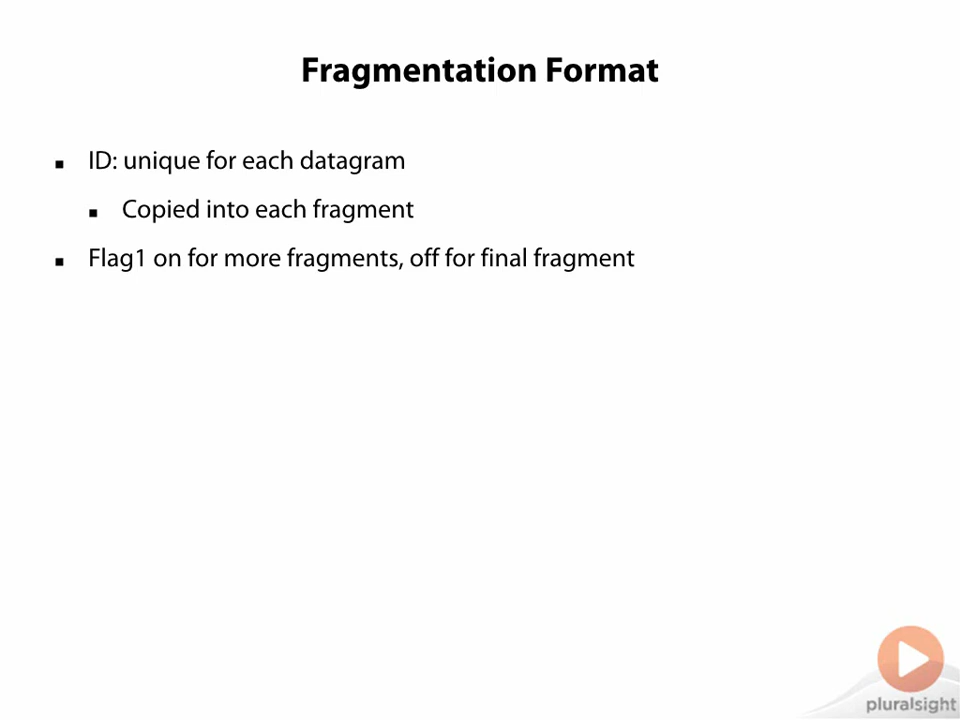 Fragmentation Format
▪ ID: unique for each datagram
▪ Copied into each fragment
▪ Flag1 on for more fragments, off for final fragment
pluralsight